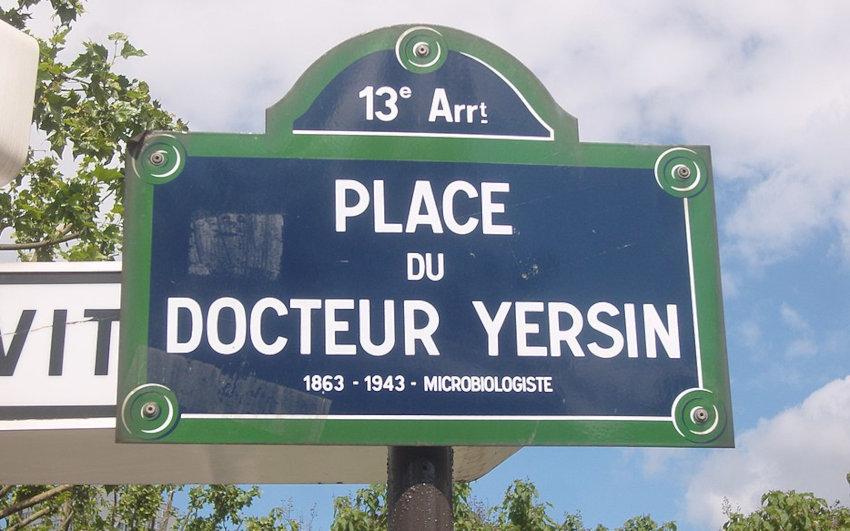 13e Arrt
PLACE
DU
DOCTEUR YERSIN
1863 - 1943 - MICROBIOLOGISTE
VIT